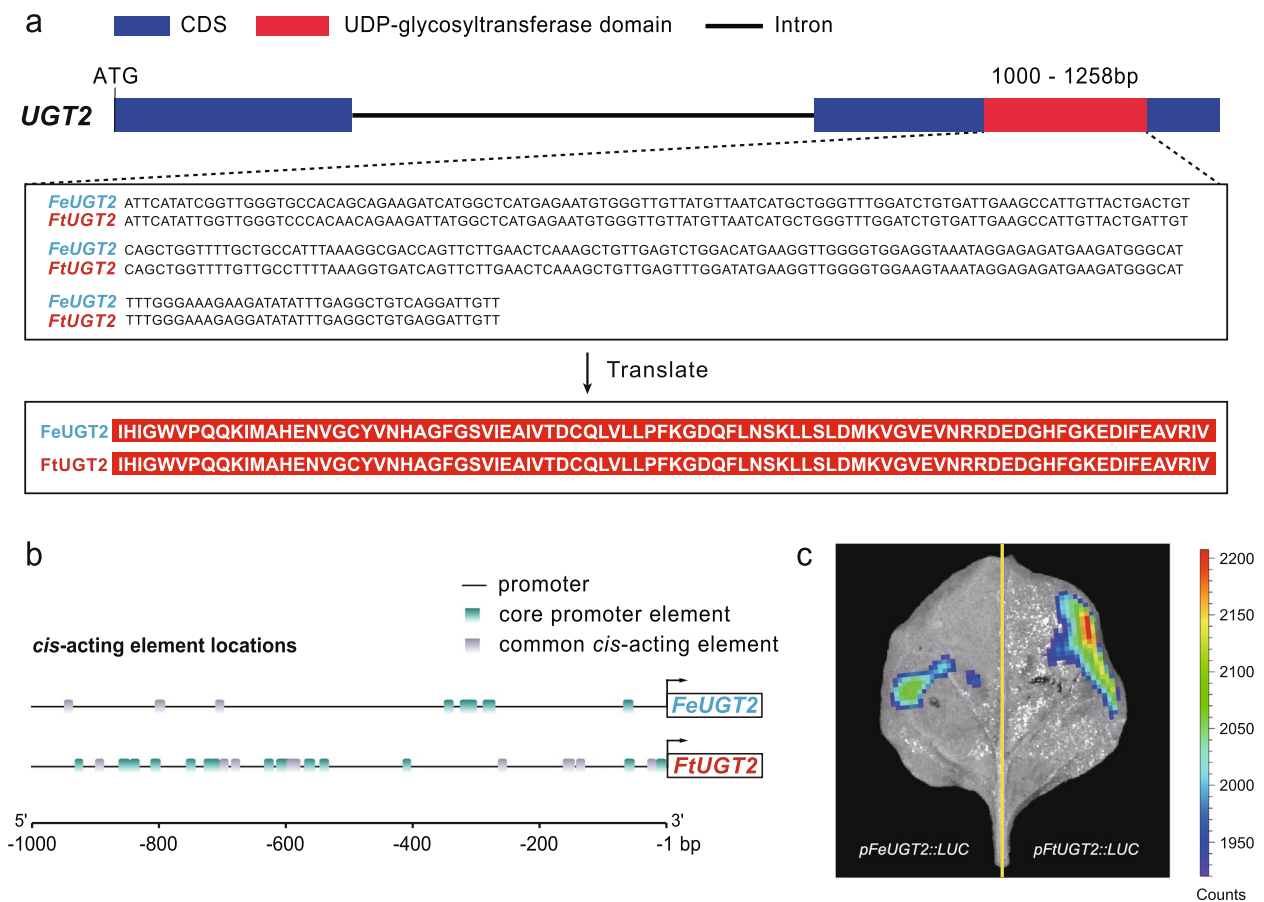 a
CDS
UDP-glycosyltransferase domain
Intron
ATG
1000 - 1258bp
UGT2
FeUGT2 ATTCATATCGGTTGGGTGCCACAGCAGAAGATCATGGCTCATGAGAATGTGGGTTGTTATGTTAATCATGCTGGGTTTGGATCTGTGATTGAAGCCATTGTTACTGACTGT
FtUGT2 ATTCATATTGGTTGGGTCCCACAACAGAAGATTATGGCTCATGAGAATGTGGGTTGTTATGTTAATCATGCTGGGTTTGGATCTGTGATTGAAGCCATTGTTACTGATTGT
FeUGT2 CAGCTGGTTTTGCTGCCATTTAAAGGCGACCAGTTCTTGAACTCAAAGCTGTTGAGTCTGGACATGAAGGTTGGGGTGGAGGTAAATAGGAGAGATGAAGATGGGCAT
FtUGT2 CAGCTGGTTTTGTTGCCTTTTAAAGGTGATCAGTTCTTGAACTCAAAGCTGTTGAGTTTGGATATGAAGGTTGGGGTGGAAGTAAATAGGAGAGATGAAGATGGGCAT
FeUGT2 TTTGGGAAAGAAGATATATTTGAGGCTGTCAGGATTGTT
FtUGT2 TTTGGGAAAGAGGATATATTTGAGGCTGTGAGGATTGTT
Translate
FeUGT2 IHIGWVPQQKIMAHENVGCYVNHAGFGSVIEAIVTDCQLVLLPFKGDQFLNSKLLSLDMKVGVEVNRRDEDGHFGKEDIFEAVRIV
FtUGT2 IHIGWVPQQKIMAHENVGCYVNHAGFGSVIEAIVTDCQLVLLPFKGDQFLNSKLLSLDMKVGVEVNRRDEDGHFGKEDIFEAVRIV
b
promoter
core promoter element
common cis-acting element
cis-acting element locations
FeUGT2
FtUGT2
5' 3'
-1000 -800 -600 -400 -200 -1 bp
c
pFeUGT2::LUC pFtUGT2::LUC
2200
2150
2100
2050
2000
1950
Counts